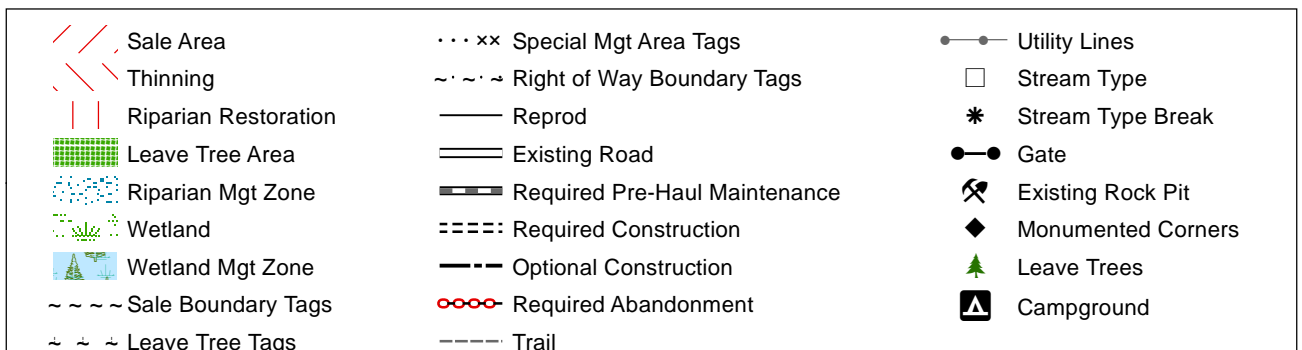 Sale Area
Thinning
Riparian Restoration
Leave Tree Area
Riparian Mgt Zone
Wetland
Wetland Mgt Zone
Sale Boundary Tags
Leave Tree Tags
Special Mgt Area Tags
Right of Way Boundary Tags
Reprod
Existing Road
Required Pre-Haul Maintenance
Required Construction
Optional Construction
Required Abandonment
Trail
Utility Lines
Stream Type
Stream Type Break
Gate
Existing Rock Pit
Monumented Corners
Leave Trees
Campground